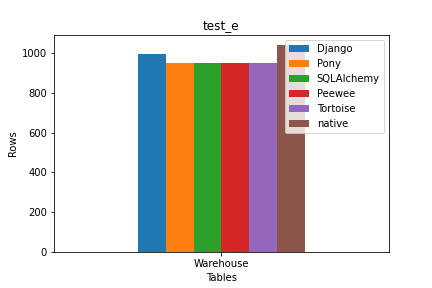 test_e
Rows
1000
800
600
400
200
0
Django
Pony
SQLAlchemy
Peewee
Tortoise
native
Warehouse
Tables